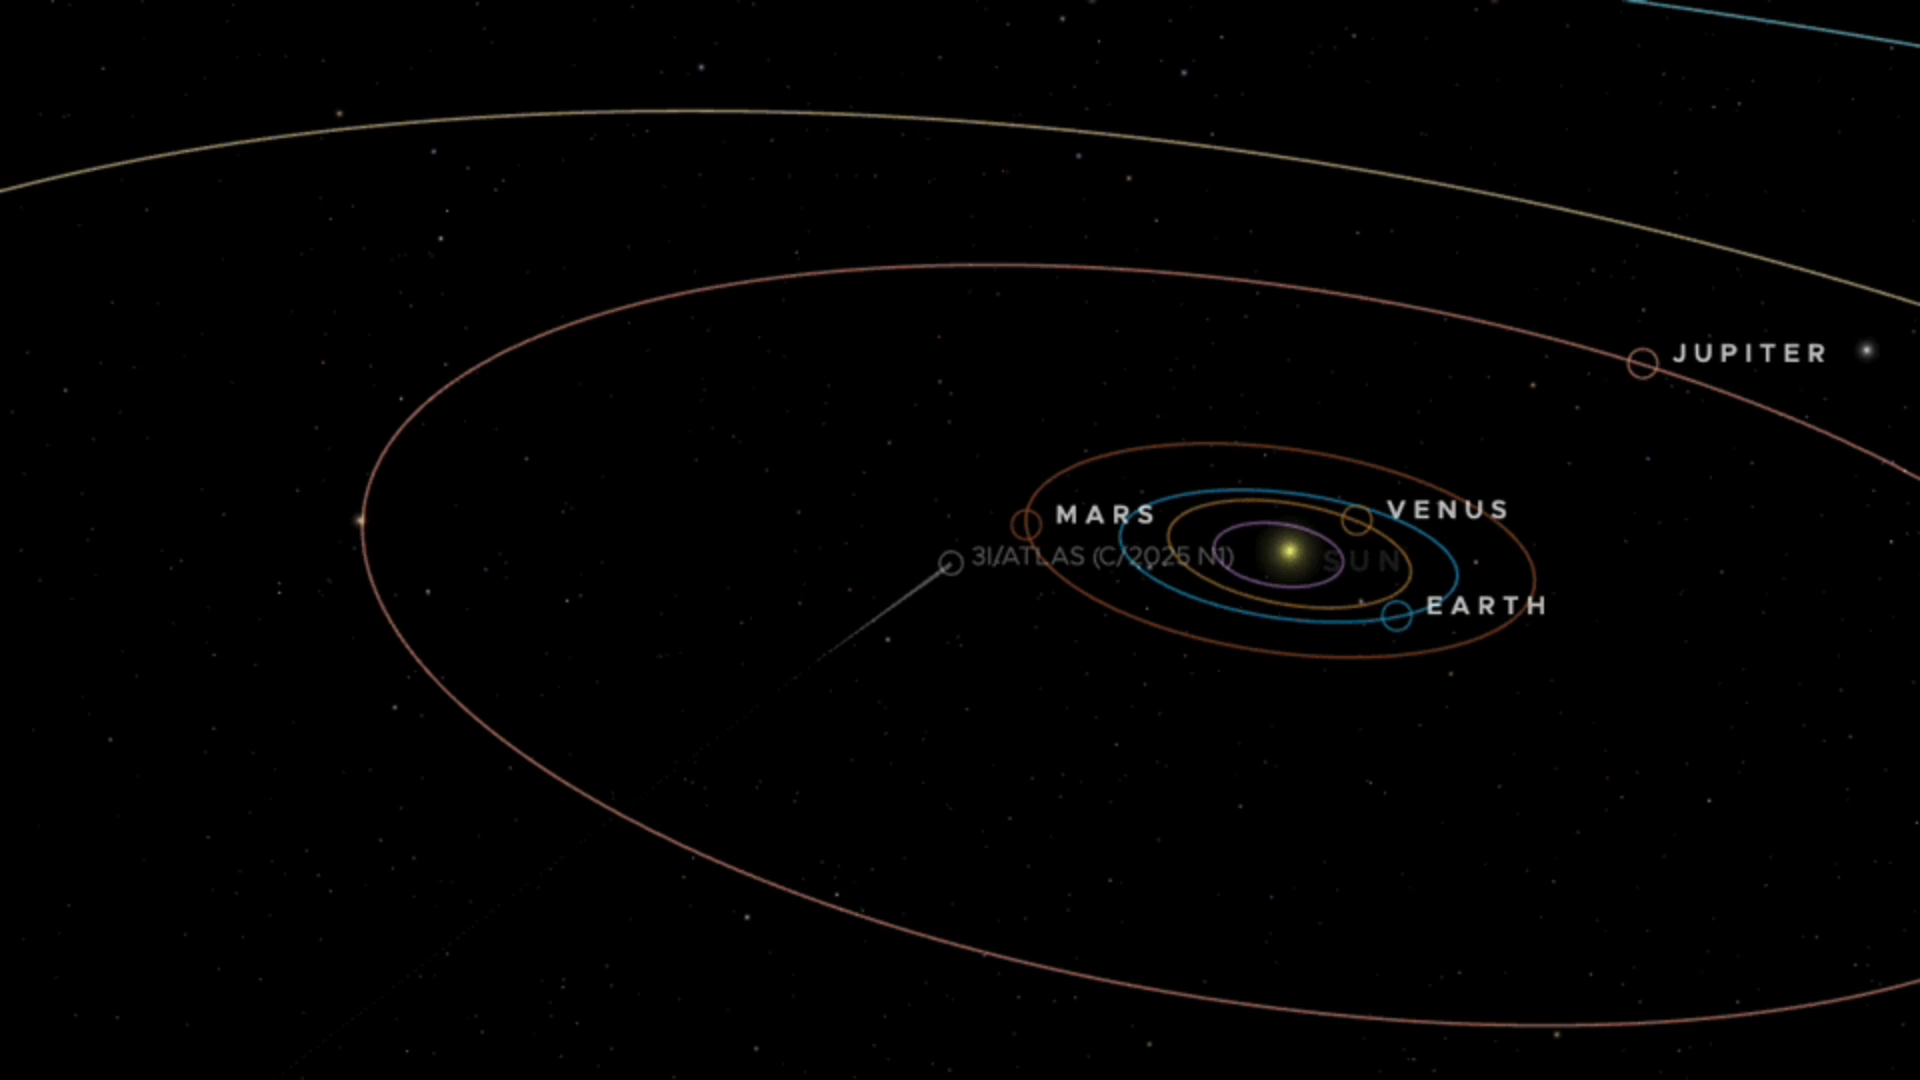 JUPITER
VENUS
MARS
3I/ATLAS (C/2025 N1)
SUN
EARTH